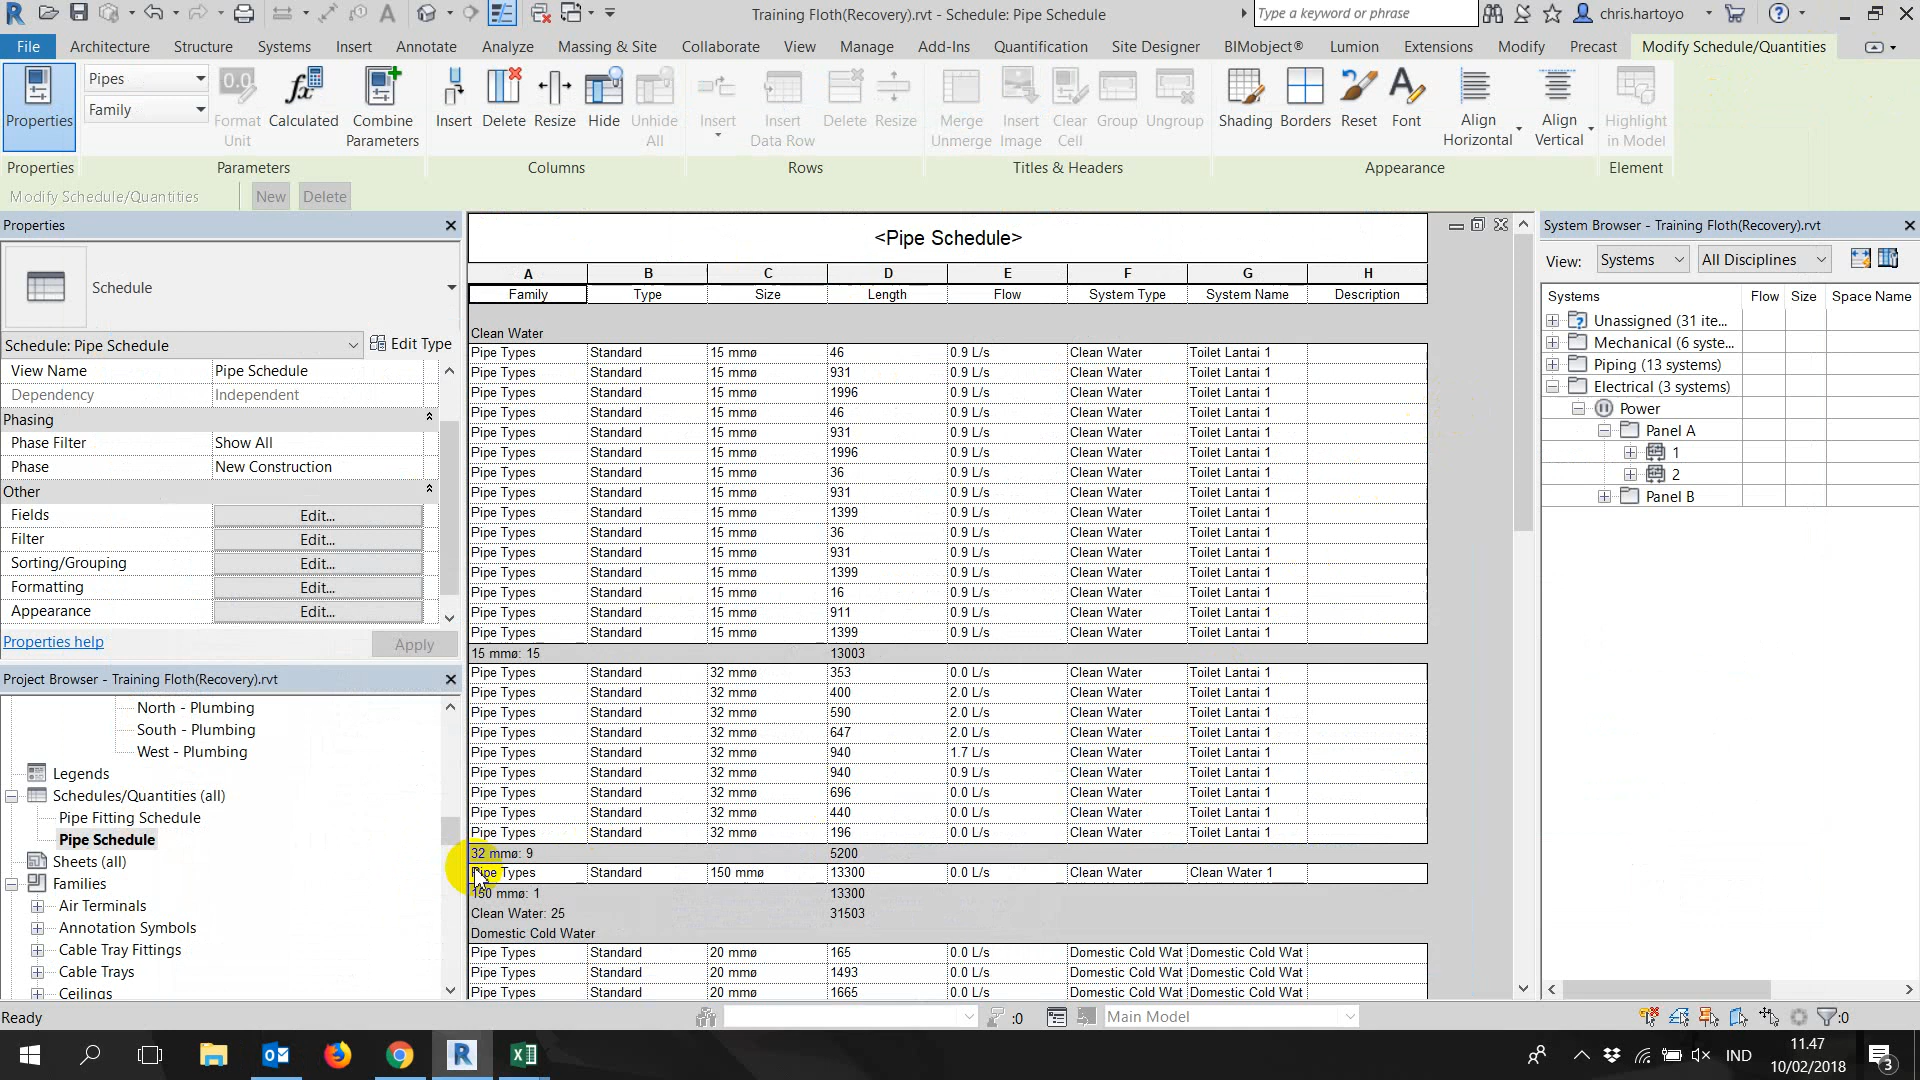 Training Floth(Recovery).rvt - Schedule: Pipe Schedule
Type a keyword or phrase
chris.hartoyo
File Architecture Structure Systems Insert Annotate Analyze Massing & Site Collaborate View Manage Add-Ins Quantification Site Designer BIMobject® Lumion Extensions Modify Precast Modify Schedule/Quantities
Properties
Pipes
Family
Format Unit
Calculated
Combine Parameters
Insert Delete Resize Hide Unhide All
Insert
Insert Data Row
Delete Resize
Merge Unmerge
Insert Image
Clear Cell
Group Ungroup
Shading Borders Reset Font
Align Horizontal
Align Vertical
Highlight in Model
Properties Parameters Columns Rows Titles & Headers Appearance Element
Modify Schedule/Quantities New Delete
Properties
Schedule
Schedule: Pipe Schedule Edit Type
View Name Pipe Schedule
Dependency Independent
Phasing
Phase Filter Show All
Phase New Construction
Other
Fields Edit...
Filter Edit...
Sorting/Grouping Edit...
Formatting Edit...
Appearance Edit...
Properties help Apply
Project Browser - Training Floth(Recovery).rvt
North - Plumbing
South - Plumbing
West - Plumbing
Legends
Schedules/Quantities (all)
Pipe Fitting Schedule
Pipe Schedule
Sheets (all)
Families
Air Terminals
Annotation Symbols
Cable Tray Fittings
Cable Trays
Ceilings
<Pipe Schedule>
A B C D E F G H
Family Type Size Length Flow System Type System Name Description
Clean Water
Pipe Types Standard 15 mmø 46 0.9 L/s Clean Water Toilet Lantai 1
Pipe Types Standard 15 mmø 931 0.9 L/s Clean Water Toilet Lantai 1
Pipe Types Standard 15 mmø 1996 0.9 L/s Clean Water Toilet Lantai 1
Pipe Types Standard 15 mmø 46 0.9 L/s Clean Water Toilet Lantai 1
Pipe Types Standard 15 mmø 931 0.9 L/s Clean Water Toilet Lantai 1
Pipe Types Standard 15 mmø 1996 0.9 L/s Clean Water Toilet Lantai 1
Pipe Types Standard 15 mmø 36 0.9 L/s Clean Water Toilet Lantai 1
Pipe Types Standard 15 mmø 931 0.9 L/s Clean Water Toilet Lantai 1
Pipe Types Standard 15 mmø 1399 0.9 L/s Clean Water Toilet Lantai 1
Pipe Types Standard 15 mmø 36 0.9 L/s Clean Water Toilet Lantai 1
Pipe Types Standard 15 mmø 931 0.9 L/s Clean Water Toilet Lantai 1
Pipe Types Standard 15 mmø 1399 0.9 L/s Clean Water Toilet Lantai 1
Pipe Types Standard 15 mmø 16 0.9 L/s Clean Water Toilet Lantai 1
Pipe Types Standard 15 mmø 911 0.9 L/s Clean Water Toilet Lantai 1
Pipe Types Standard 15 mmø 1399 0.9 L/s Clean Water Toilet Lantai 1
15 mmø: 15 13003
Pipe Types Standard 32 mmø 353 0.0 L/s Clean Water Toilet Lantai 1
Pipe Types Standard 32 mmø 400 2.0 L/s Clean Water Toilet Lantai 1
Pipe Types Standard 32 mmø 590 2.0 L/s Clean Water Toilet Lantai 1
Pipe Types Standard 32 mmø 647 2.0 L/s Clean Water Toilet Lantai 1
Pipe Types Standard 32 mmø 940 1.7 L/s Clean Water Toilet Lantai 1
Pipe Types Standard 32 mmø 940 0.9 L/s Clean Water Toilet Lantai 1
Pipe Types Standard 32 mmø 696 0.0 L/s Clean Water Toilet Lantai 1
Pipe Types Standard 32 mmø 440 0.0 L/s Clean Water Toilet Lantai 1
Pipe Types Standard 32 mmø 196 0.0 L/s Clean Water Toilet Lantai 1
32 mmø: 9 5200
Pipe Types Standard 150 mmø 13300 0.0 L/s Clean Water Clean Water 1
150 mmø: 1 13300
Clean Water: 25 31503
Domestic Cold Water
Pipe Types Standard 20 mmø 165 0.0 L/s Domestic Cold Wat Domestic Cold Wat
Pipe Types Standard 20 mmø 1493 0.0 L/s Domestic Cold Wat Domestic Cold Wat
Pipe Types Standard 20 mmø 1665 0.0 L/s Domestic Cold Wat Domestic Cold Wat
System Browser - Training Floth(Recovery).rvt
View: Systems All Disciplines
Systems Flow Size Space Name
Unassigned (31 ite...
Mechanical (6 syste...
Piping (13 systems)
Electrical (3 systems)
Power
Panel A
1
2
Panel B
Ready :0 Main Model :0
IND
11.47
10/02/2018
3